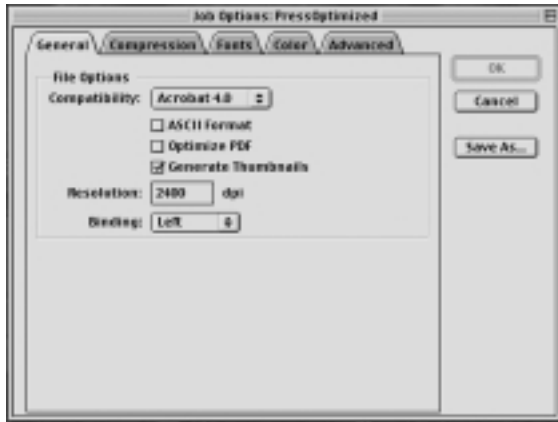 Job Options: PressOptimized
General Compression Fonts Color Advanced
File Options
Compatibility: Acrobat 4.0
ASCII Format
Optimize PDF
Generate Thumbnails
Resolution: 2400 dpi
Binding: Left
OK
Cancel
Save As...